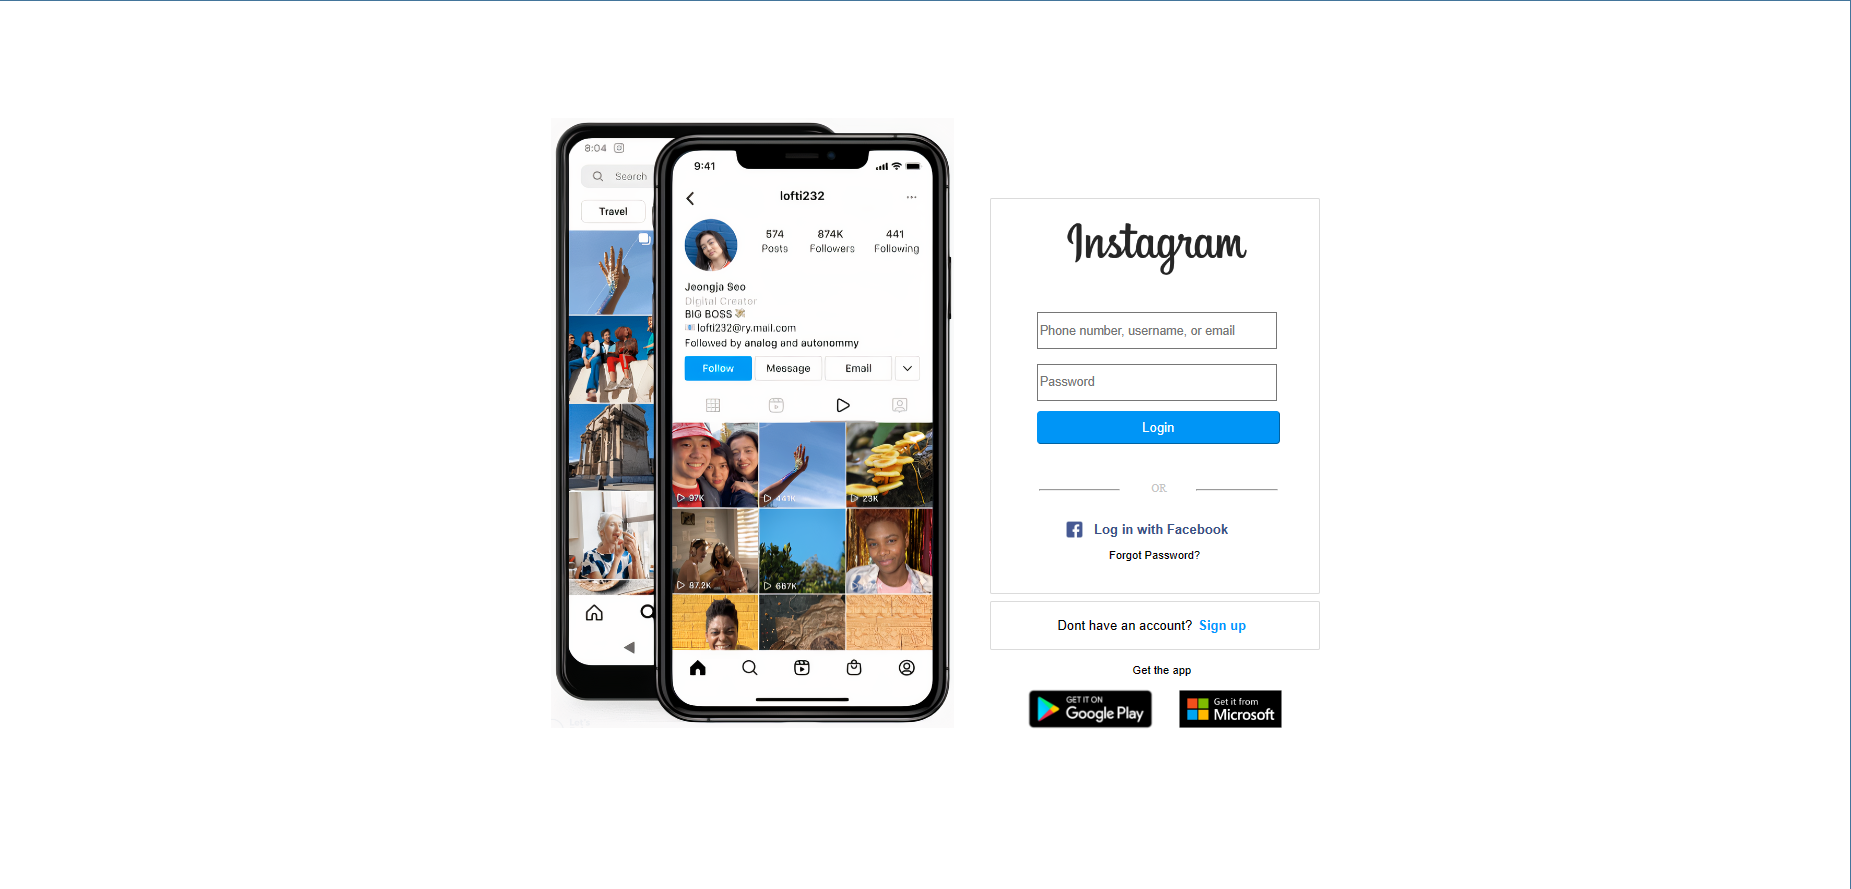 8:04
Search
Travel
9:41
lofti232
574 874K 441
Posts Followers Following
Jeongja Seo
Digital Creator
BIG BOSS
lofti232@ry.mail.com
Followed by analog and autonommy
Follow Message Email
97K 441K 23K
87.2K 667K
Instagram
Phone number, username, or email
Password
Login
OR
Log in with Facebook
Forgot Password?
Dont have an account? Sign up
Get the app
GET IT ON
Google Play
Get it from
Microsoft